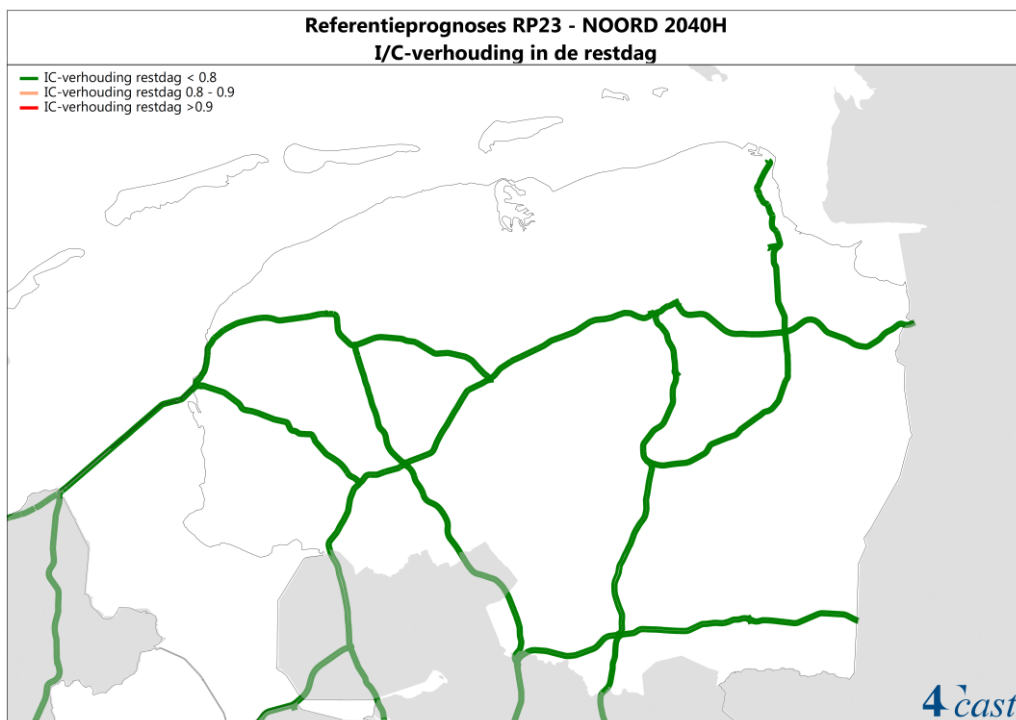 Referentieprognoses RP23 - NOORD 2040H
I/C-verhouding in de restdag
IC-verhouding restdag < 0.8
IC-verhouding restdag 0.8 - 0.9
IC-verhouding restdag >0.9
4cast